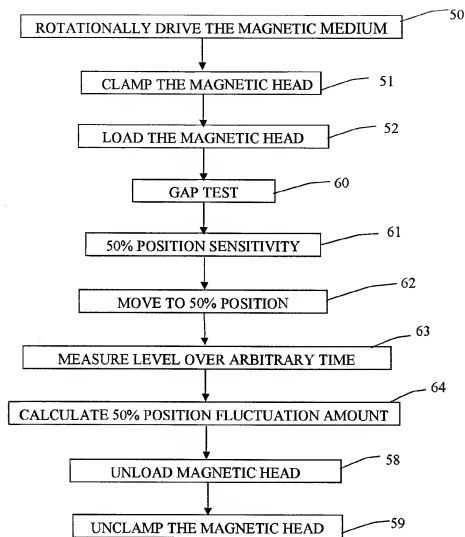 50
ROTATIONALLY DRIVE THE MAGNETIC MEDIUM
51
CLAMP THE MAGNETIC HEAD
52
LOAD THE MAGNETIC HEAD
60
GAP TEST
61
50% POSITION SENSITIVITY
62
MOVE TO 50% POSITION
63
MEASURE LEVEL OVER ARBITRARY TIME
64
CALCULATE 50% POSITION FLUCTUATION AMOUNT
58
UNLOAD MAGNETIC HEAD
59
UNCLAMP THE MAGNETIC HEAD